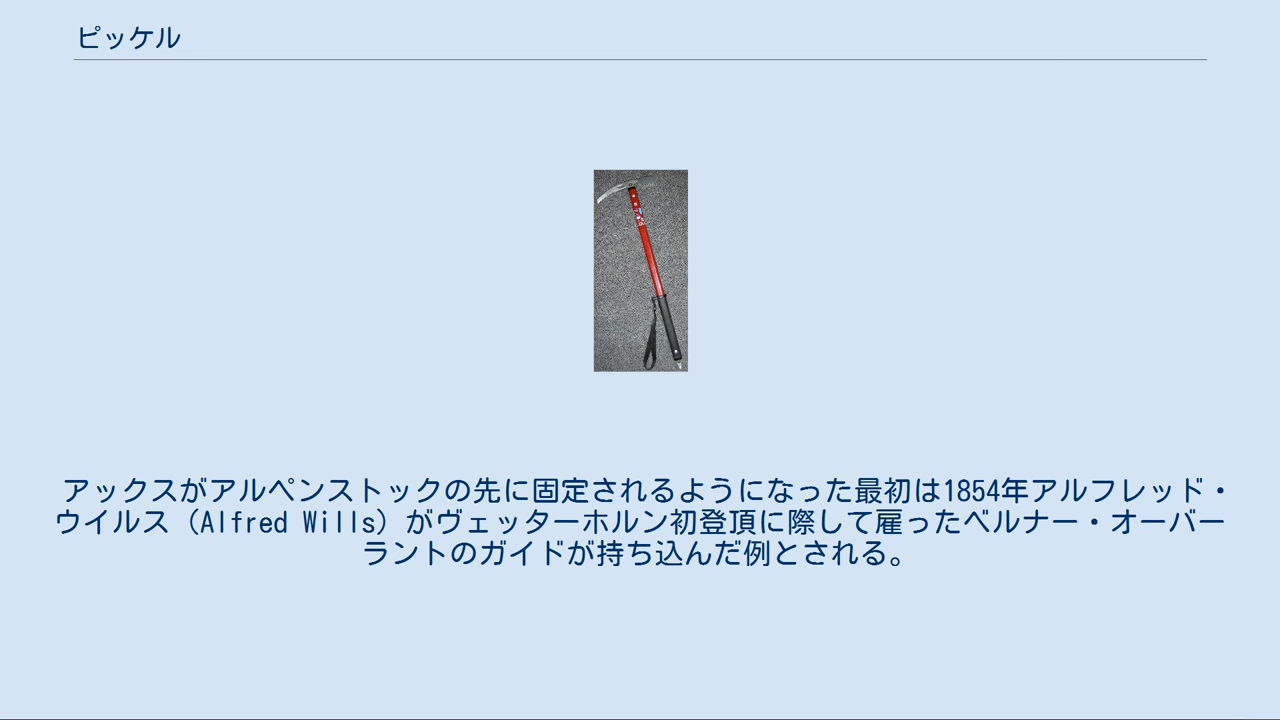 ピッケル
アックスがアルペンストックの先に固定されるようになった最初は1854年アルフレッド・
ウイルス（Alfred Wills）がヴェッターホルン初登頂に際して雇ったベルナー・オーバー
ラントのガイドが持ち込んだ例とされる。